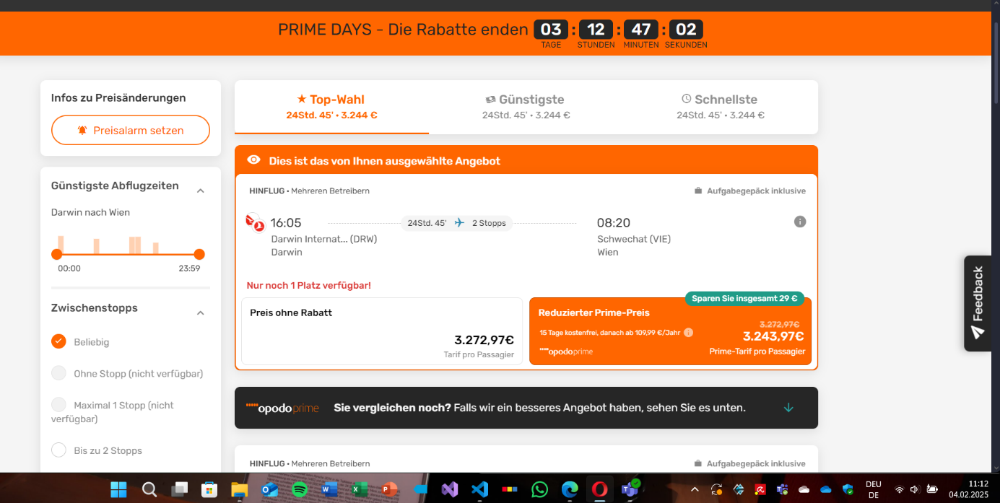 PRIME DAYS - Die Rabatte enden 03 : 12 : 47 : 02
TAGE STUNDEN MINUTEN SEKUNDEN
Infos zu Preisänderungen
Preisalarm setzen
Günstigste Abflugzeiten
Darwin nach Wien
00:00 23:59
Zwischenstopps
Beliebig
Ohne Stopp (nicht verfügbar)
Maximal 1 Stopp (nicht
verfügbar)
Bis zu 2 Stopps
Top-Wahl
24Std. 45' • 3.244 €
Günstigste
24Std. 45' • 3.244 €
Schnellste
24Std. 45' • 3.244 €
Dies ist das von Ihnen ausgewählte Angebot
HINFLUG • Mehreren Betreibern
Aufgabegepäck inklusive
16:05
Darwin Internat... (DRW)
Darwin
24Std. 45' 2 Stopps
08:20
Schwechat (VIE)
Wien
Nur noch 1 Platz verfügbar!
Preis ohne Rabatt
3.272,97€
Tarif pro Passagier
Sparen Sie insgesamt 29 €
Reduzierter Prime-Preis
3.272,97€
15 Tage kostenfrei, danach ab 109,99 €/Jahr
3.243,97€
opodo prime
Prime-Tarif pro Passagier
opodo prime Sie vergleichen noch? Falls wir ein besseres Angebot haben, sehen Sie es unten.
HINFLUG • Mehreren Betreibern
Aufgabegepäck inklusive
Feedback
DEU
DE
11:12
04.02.2025